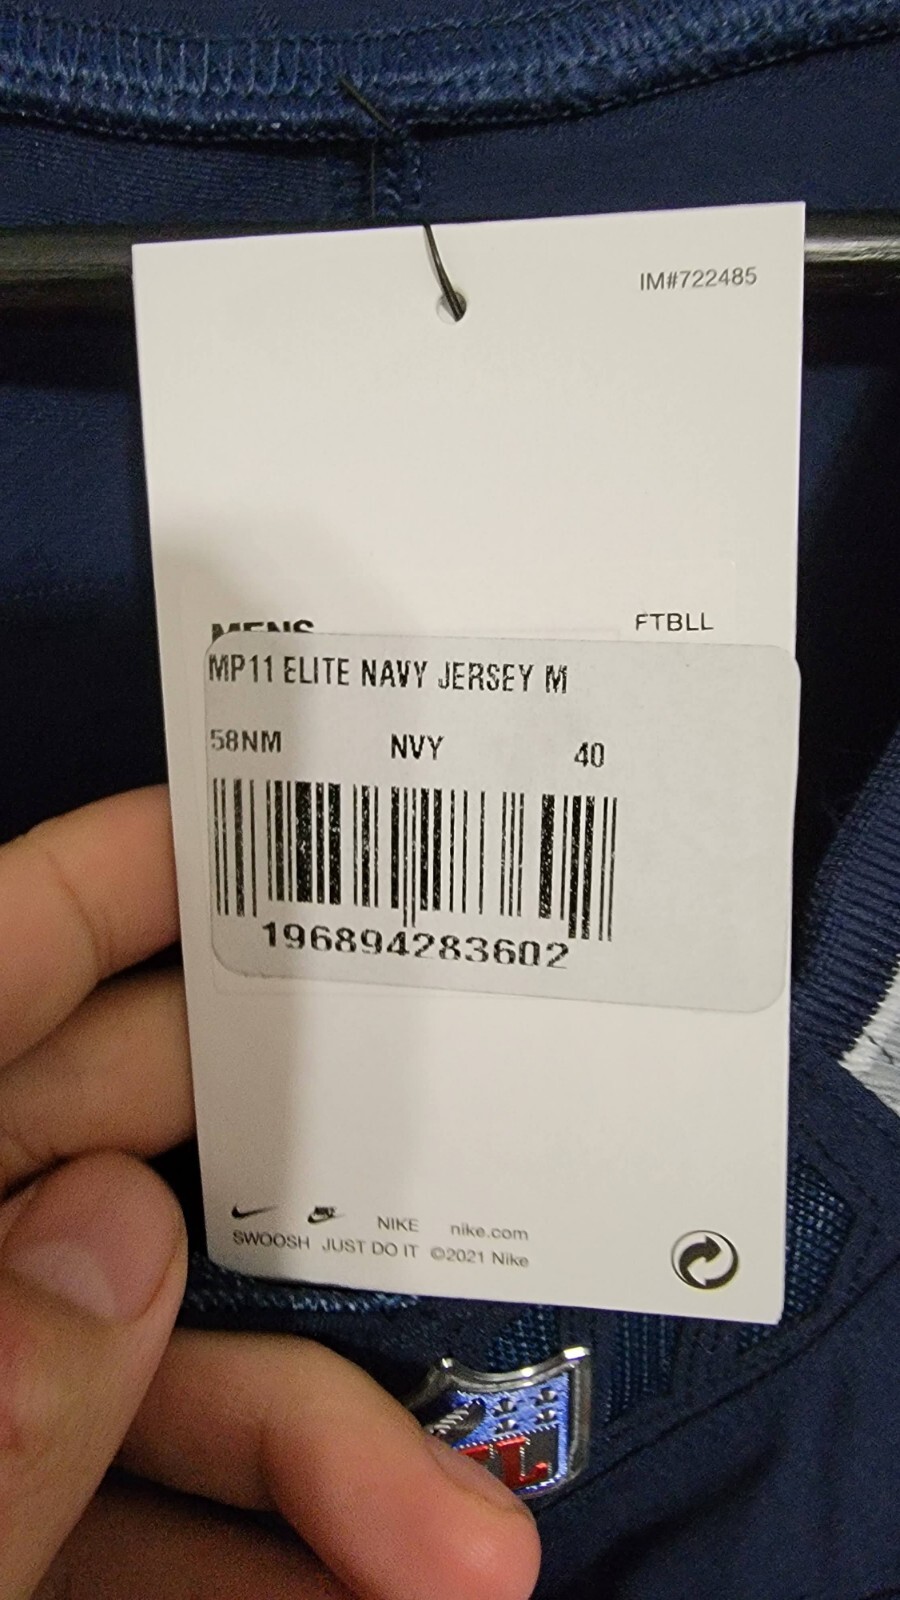 IM#722485
MENS
FTBLL
MP11 ELITE NAVY JERSEY M
58NM NVY 40
196894283602
NIKE nike.com
SWOOSH JUST DO IT ©2021 Nike